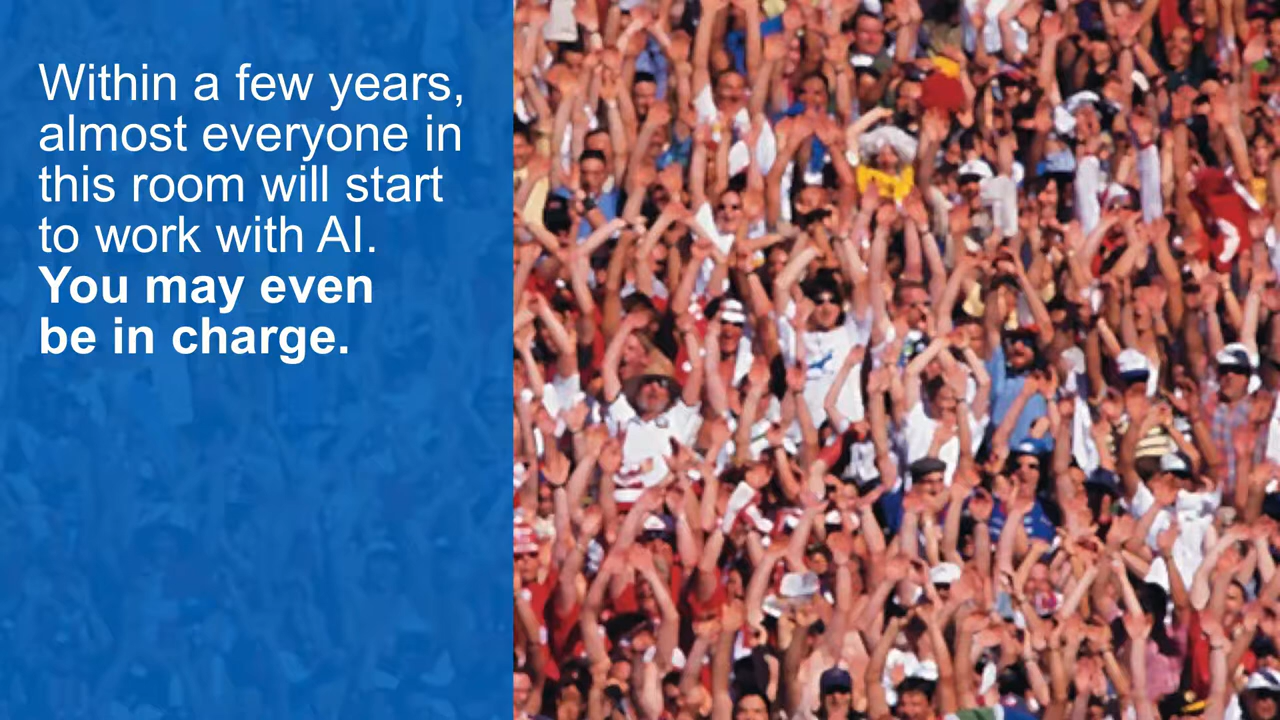 Within a few years,
almost everyone in
this room will start
to work with AI.
You may even
be in charge.